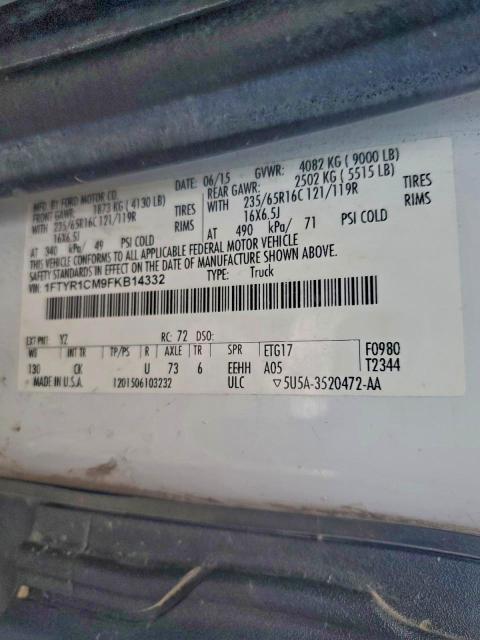 MFD. BY FORD MOTOR CO. DATE: 06/15 GVWR: 4082 KG ( 9000 LB)
FRONT GAWR: 1873 KG ( 4130 LB) REAR GAWR: 2502 KG ( 5515 LB)
235/65R16C 121/119R TIRES WITH 235/65R16C 121/119R TIRES
16X6.5J RIMS 16X6.5J RIMS
AT 340 kPa/ 49 PSI COLD AT 490 kPa/ 71 PSI COLD
THIS VEHICLE CONFORMS TO ALL APPLICABLE FEDERAL MOTOR VEHICLE
SAFETY STANDARDS IN EFFECT ON THE DATE OF MANUFACTURE SHOWN ABOVE.
VIN: 1FTYR1CM9FKB14332 TYPE: Truck
EXT PNT: YZ RC: 72 DSO:
WB INT TR TP/PS R AXLE TR SPR ETG17 F0980
130 CK U 73 6 EEHH A05 T2344
MADE IN U.S.A. 1201506103232 ULC ▽5U5A-3520472-AA